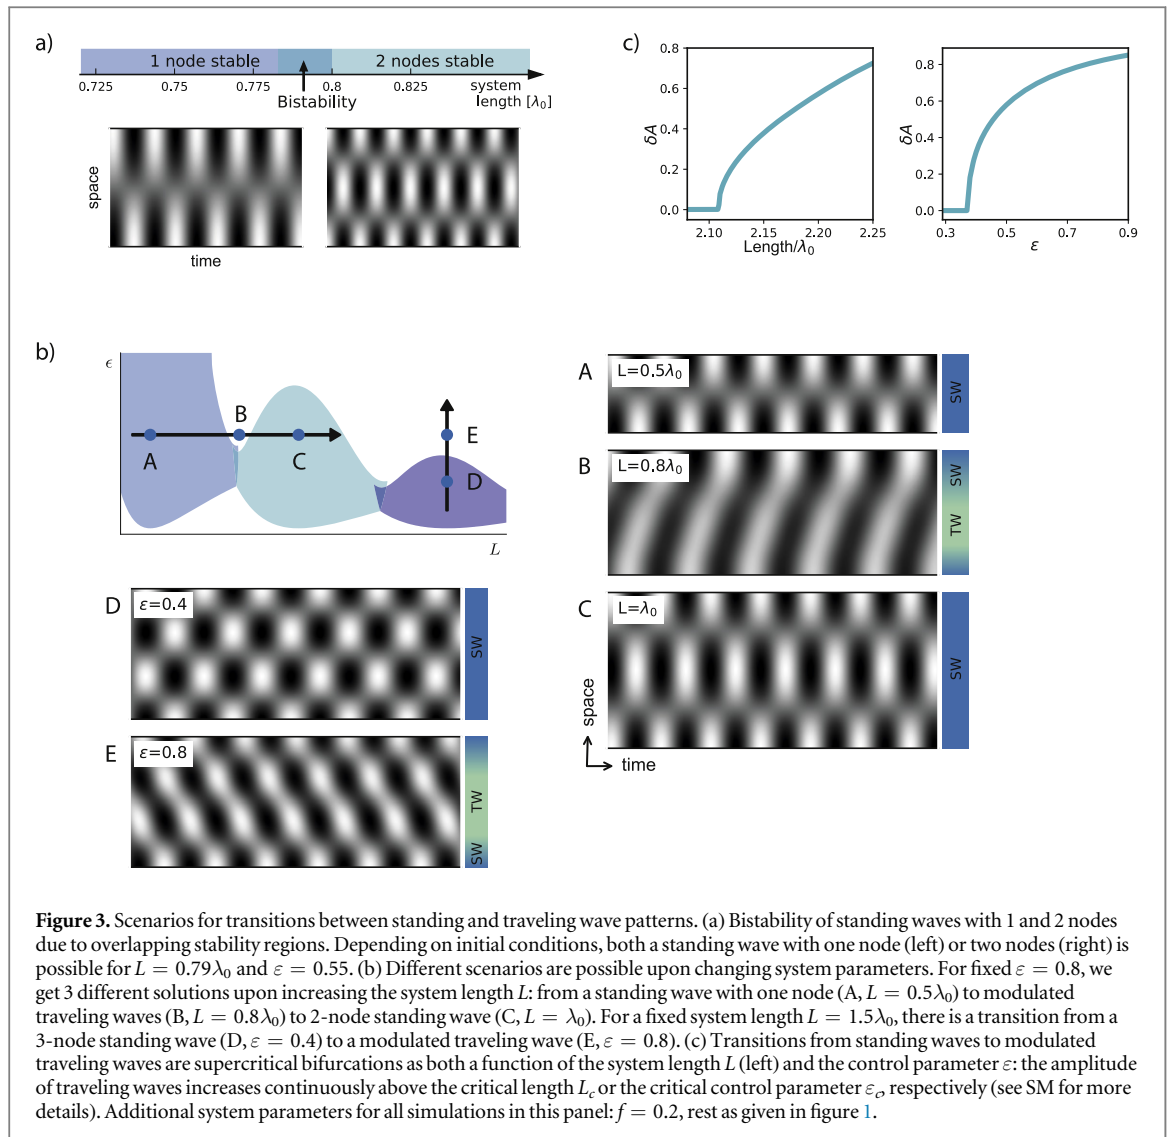 a)
1 node stable
2 nodes stable
0.725
0.75
0.775
0.8
0.825
system
length [λ₀]
Bistability
space
time
c)
δA
0.8
0.6
0.4
0.2
0.0
2.10
2.15
2.20
2.25
Length/λ₀
δA
0.8
0.6
0.4
0.2
0.0
0.3
0.5
0.7
0.9
ε
b)
ϵ
A
B
C
D
E
L
A
L=0.5λ₀
SW
B
L=0.8λ₀
SW
TW
C
L=λ₀
SW
space
time
D
ε=0.4
SW
E
ε=0.8
TW
SW
Figure 3. Scenarios for transitions between standing and traveling wave patterns. (a) Bistability of standing waves with 1 and 2 nodes
due to overlapping stability regions. Depending on initial conditions, both a standing wave with one node (left) or two nodes (right) is
possible for L = 0.79λ₀ and ε = 0.55. (b) Different scenarios are possible upon changing system parameters. For fixed ε = 0.8, we
get 3 different solutions upon increasing the system length L: from a standing wave with one node (A, L = 0.5λ₀) to modulated
traveling waves (B, L = 0.8λ₀) to 2-node standing wave (C, L = λ₀). For a fixed system length L = 1.5λ₀, there is a transition from a
3-node standing wave (D, ε = 0.4) to a modulated traveling wave (E, ε = 0.8). (c) Transitions from standing waves to modulated
traveling waves are supercritical bifurcations as both a function of the system length L (left) and the control parameter ε: the amplitude
of traveling waves increases continuously above the critical length L_c or the critical control parameter ε_c, respectively (see SM for more
details). Additional system parameters for all simulations in this panel: f = 0.2, rest as given in figure 1.